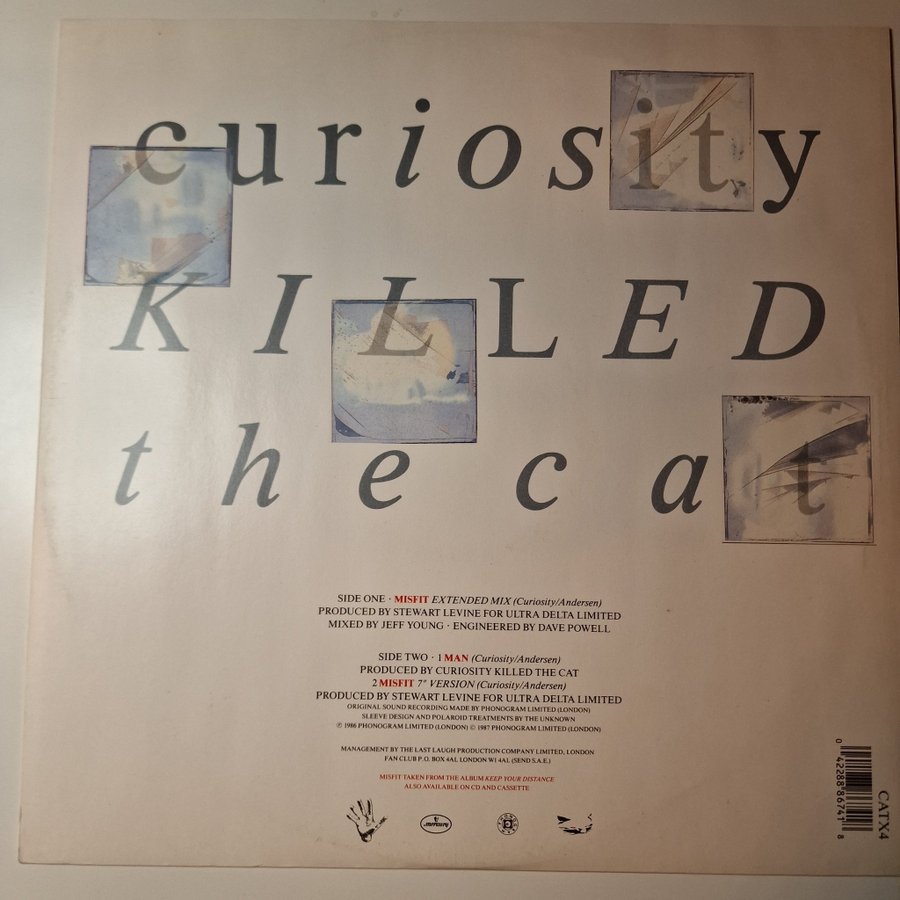 curiosity
KILLED
the cat
SIDE ONE · MISFIT EXTENDED MIX (Curiosity/Andersen)
PRODUCED BY STEWART LEVINE FOR ULTRA DELTA LIMITED
MIXED BY JEFF YOUNG · ENGINEERED BY DAVE POWELL
SIDE TWO · 1 MAN (Curiosity/Andersen)
PRODUCED BY CURIOSITY KILLED THE CAT
2 MISFIT 7" VERSION (Curiosity/Andersen)
PRODUCED BY STEWART LEVINE FOR ULTRA DELTA LIMITED
ORIGINAL SOUND RECORDING MADE BY PHONOGRAM LIMITED (LONDON)
SLEEVE DESIGN AND POLAROID TREATMENTS BY THE UNKNOWN
℗ 1986 PHONOGRAM LIMITED (LONDON) © 1987 PHONOGRAM LIMITED (LONDON)
MANAGEMENT BY THE LAST LAUGH PRODUCTION COMPANY LIMITED, LONDON
FAN CLUB P.O. BOX 4AL LONDON W1 4AL (SEND S.A.E.)
MISFIT TAKEN FROM THE ALBUM KEEP YOUR DISTANCE
ALSO AVAILABLE ON CD AND CASSETTE
mercury
0 42288 86741 8
CATX4